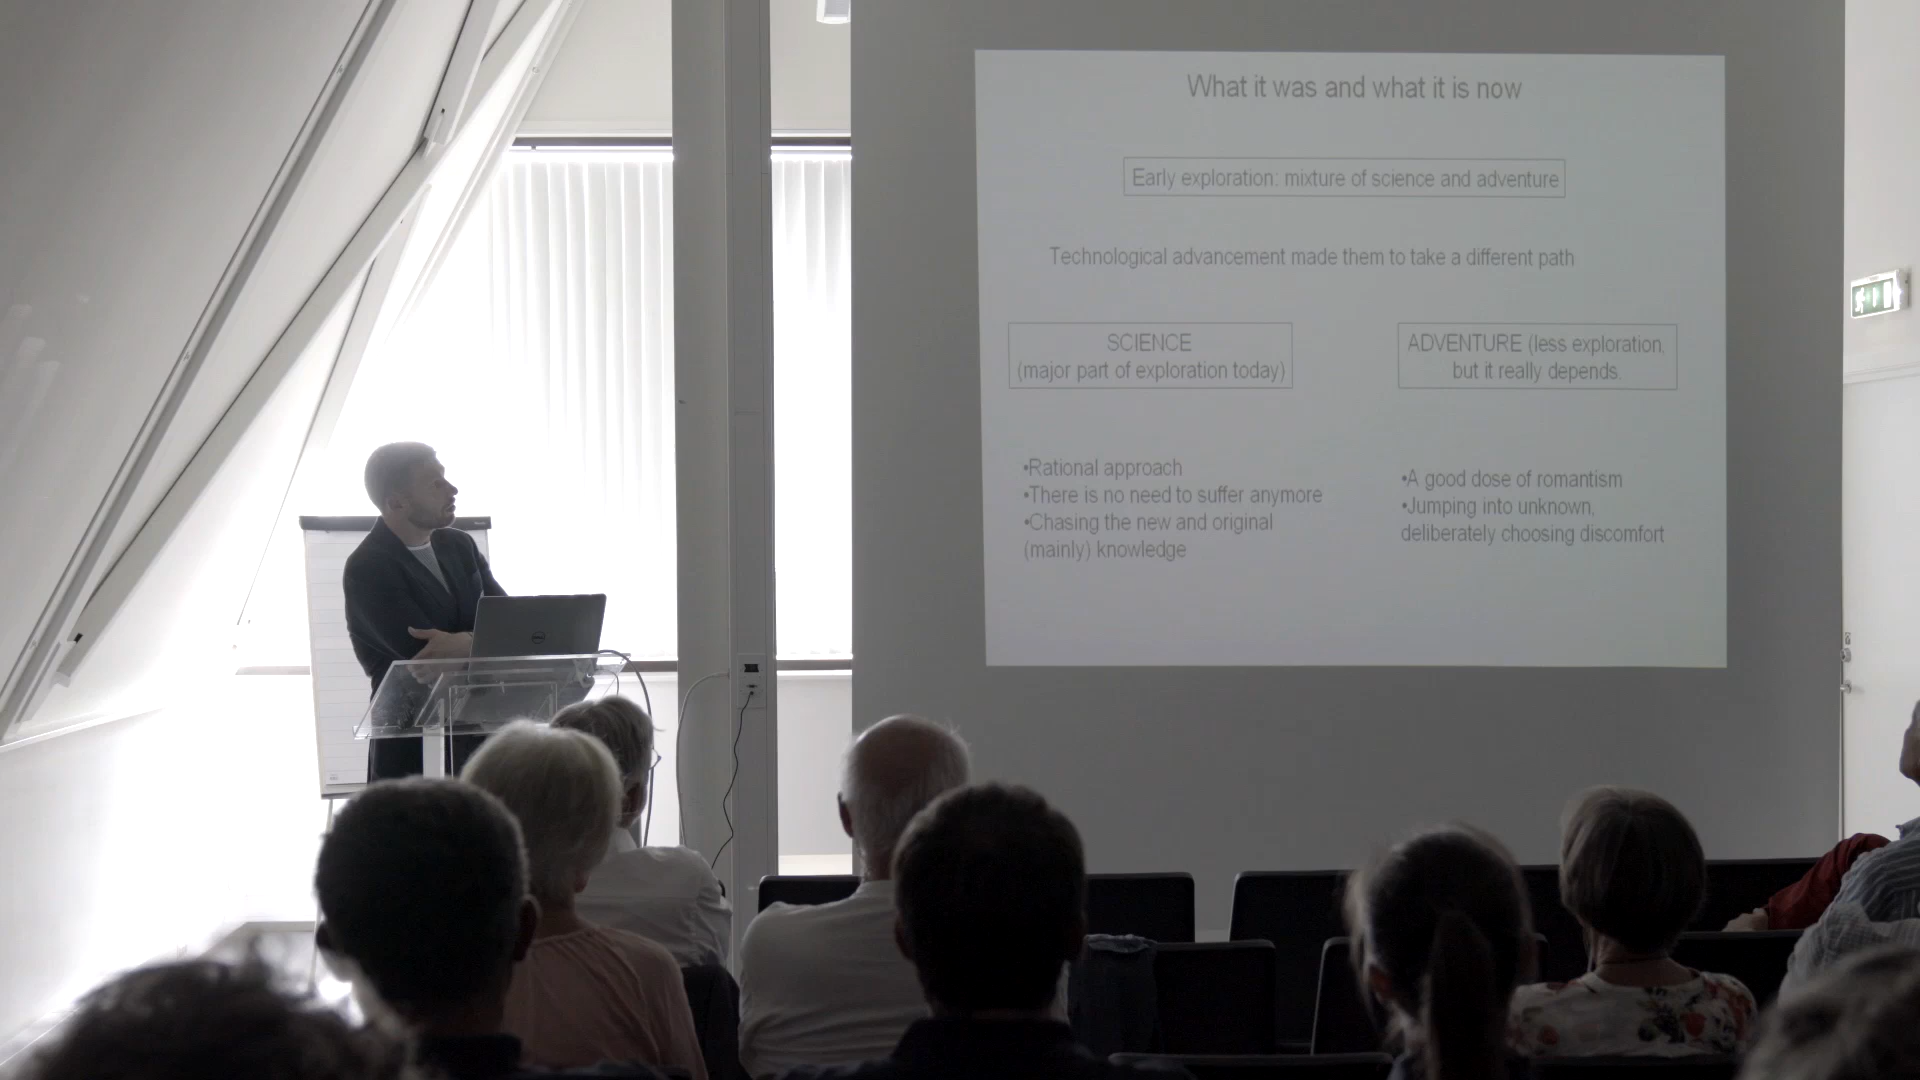 What it was and what it is now
Early exploration: mixture of science and adventure
Technological advancement made them to take a different path
SCIENCE
(major part of exploration today)
ADVENTURE (less exploration,
but it really depends.
•Rational approach
•There is no need to suffer anymore
•Chasing the new and original
(mainly) knowledge
•A good dose of romantism
•Jumping into unknown,
deliberately choosing discomfort
DELL